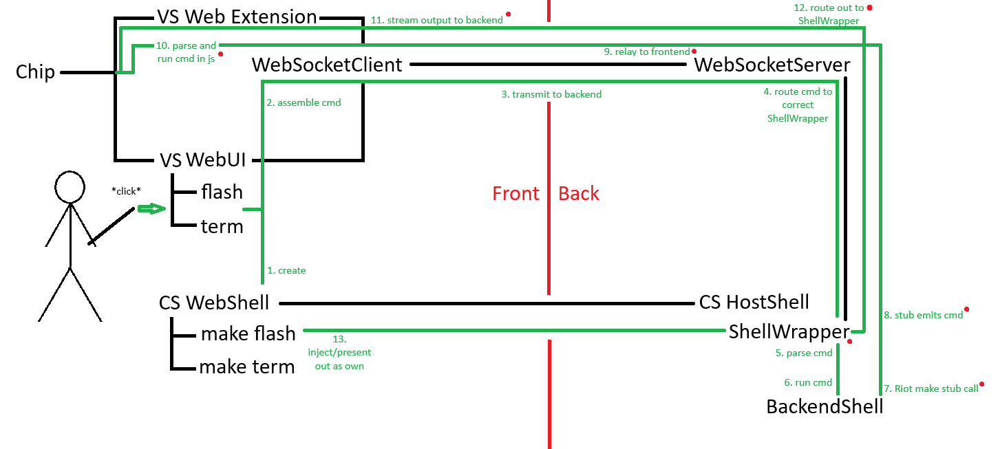 VS Web Extension
11. stream output to backend
12. route out to
ShellWrapper
10. parse and
run cmd in js
9. relay to frontend
Chip
WebSocketClient
WebSocketServer
2. assemble cmd
3. transmit to backend
4. route cmd to
correct
ShellWrapper
VS WebUI
*click*
flash
term
Front
Back
1. create
CS WebShell
CS HostShell
8. stub emits cmd
make flash
ShellWrapper
13.
inject/present
out as own
make term
5. parse cmd
6. run cmd
7. Riot make stub call
BackendShell